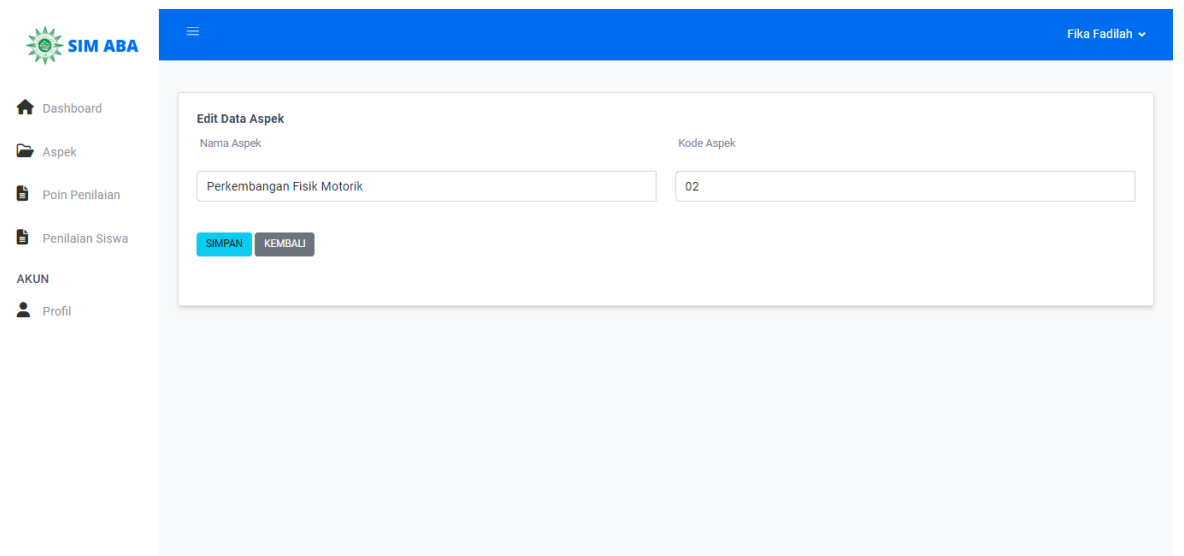 SIM ABA
Fika Fadilah
Dashboard
Aspek
Poin Penilaian
Penilaian Siswa
AKUN
Profil
Edit Data Aspek
Nama Aspek Kode Aspek
Perkembangan Fisik Motorik 02
SIMPAN KEMBALI